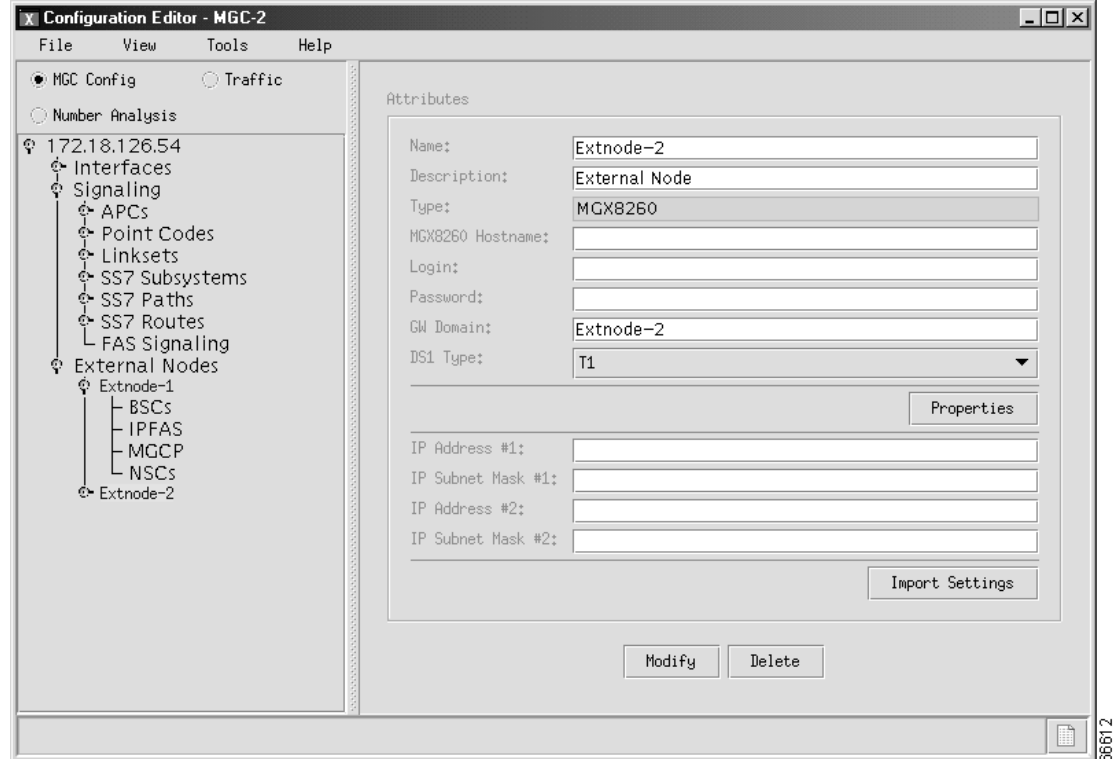 X Configuration Editor - MGC-2
File View Tools Help
MGC Config Traffic
Number Analysis
172.18.126.54
Interfaces
Signaling
APCs
Point Codes
Linksets
SS7 Subsystems
SS7 Paths
SS7 Routes
FAS Signaling
External Nodes
Extnode-1
BSCs
IPFAS
MGCP
NSCs
Extnode-2
Attributes
Name: Extnode-2
Description: External Node
Type: MGX8260
MGX8260 Hostname:
Login:
Password:
GW Domain: Extnode-2
DS1 Type: T1
Properties
IP Address #1:
IP Subnet Mask #1:
IP Address #2:
IP Subnet Mask #2:
Import Settings
Modify Delete
66612